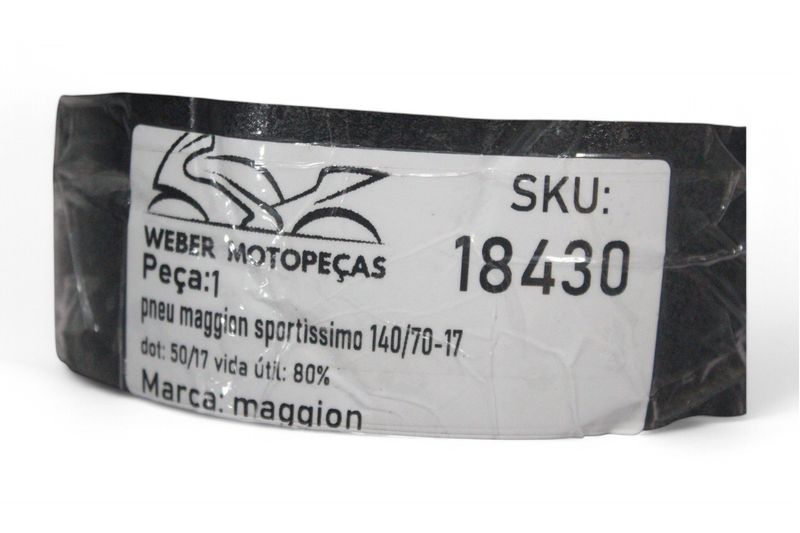 WEBER MOTOPEÇAS
SKU:
18430
Peça:1
pneu maggion sportissimo 140/70-17
dot: 50/17 vida útil: 80%
Marca: maggion